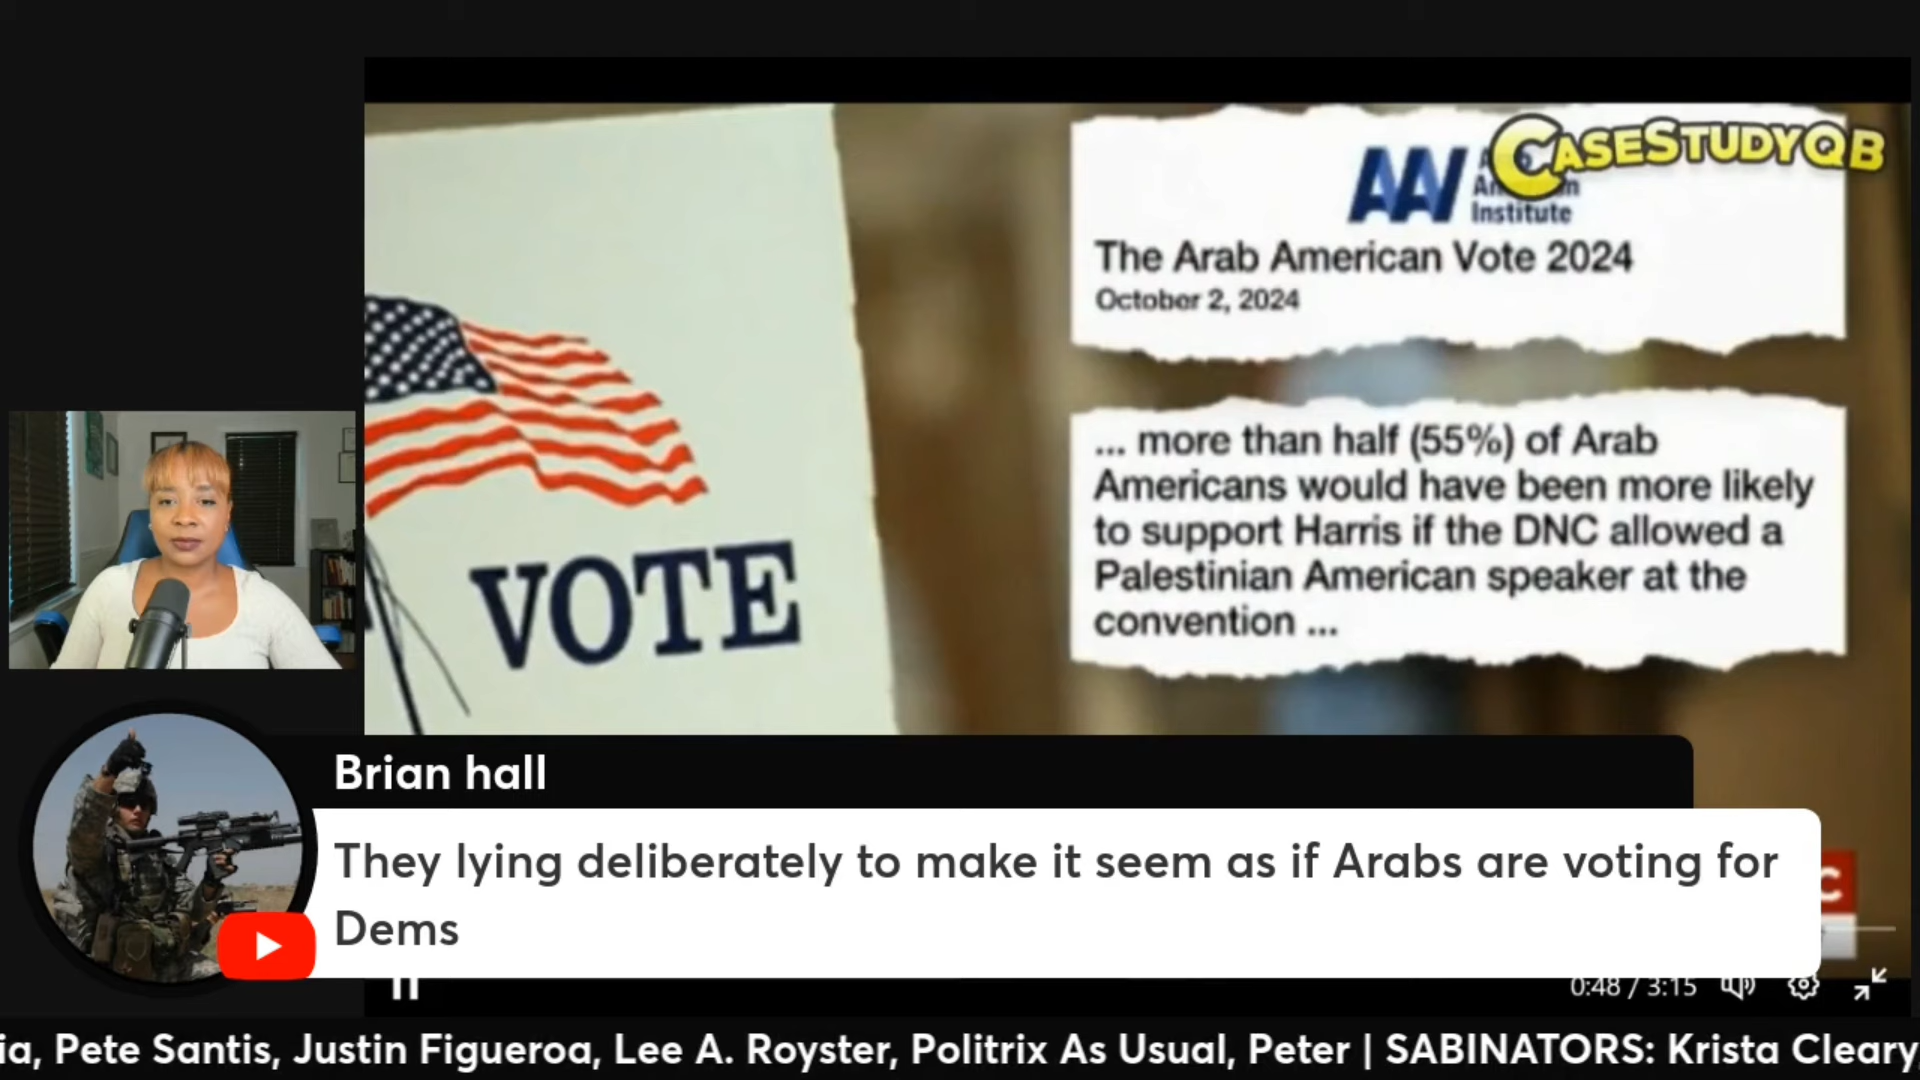 CASESTUDYQB
AAI
Institute
The Arab American Vote 2024
October 2, 2024
... more than half (55%) of Arab
Americans would have been more likely
to support Harris if the DNC allowed a
Palestinian American speaker at the
convention ...
VOTE
Brian hall
They lying deliberately to make it seem as if Arabs are voting for
Dems
C
0:48 / 3:15
ia, Pete Santis, Justin Figueroa, Lee A. Royster, Politrix As Usual, Peter | SABINATORS: Krista Cleary,